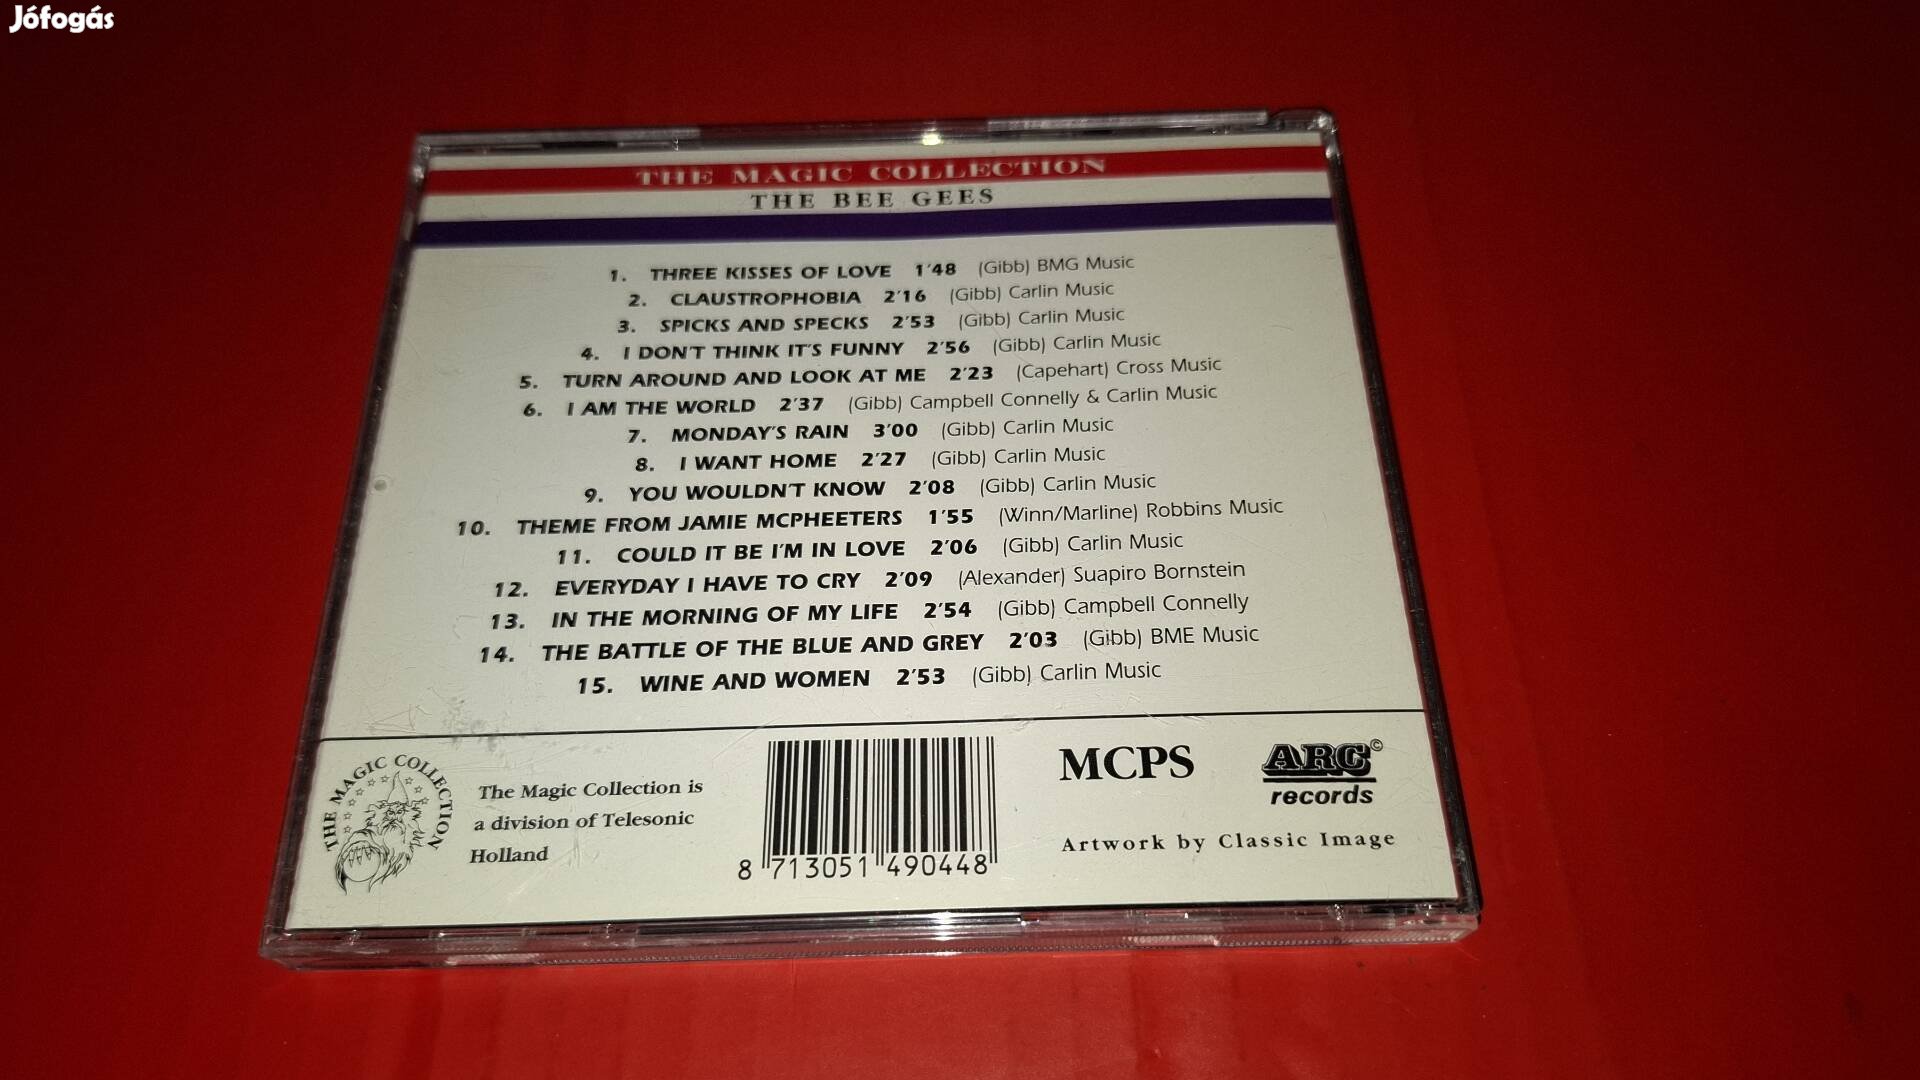 Jófogás
THE MAGIC COLLECTION
THE BEE GEES
1. THREE KISSES OF LOVE 1'48 (Gibb) BMG Music
2. CLAUSTROPHOBIA 2'16 (Gibb) Carlin Music
3. SPICKS AND SPECKS 2'53 (Gibb) Carlin Music
4. I DON'T THINK IT'S FUNNY 2'56 (Gibb) Carlin Music
5. TURN AROUND AND LOOK AT ME 2'23 (Capehart) Cross Music
6. I AM THE WORLD 2'37 (Gibb) Campbell Connelly & Carlin Music
7. MONDAY'S RAIN 3'00 (Gibb) Carlin Music
8. I WANT HOME 2'27 (Gibb) Carlin Music
9. YOU WOULDN'T KNOW 2'08 (Gibb) Carlin Music
10. THEME FROM JAMIE MCPHEETERS 1'55 (Winn/Marline) Robbins Music
11. COULD IT BE I'M IN LOVE 2'06 (Gibb) Carlin Music
12. EVERYDAY I HAVE TO CRY 2'09 (Alexander) Suapiro Bornstein
13. IN THE MORNING OF MY LIFE 2'54 (Gibb) Campbell Connelly
14. THE BATTLE OF THE BLUE AND GREY 2'03 (Gibb) BME Music
15. WINE AND WOMEN 2'53 (Gibb) Carlin Music
THE MAGIC COLLECTION
The Magic Collection is
a division of Telesonic
Holland
8 713051 490448
MCPS
ARC©
records
Artwork by Classic Image